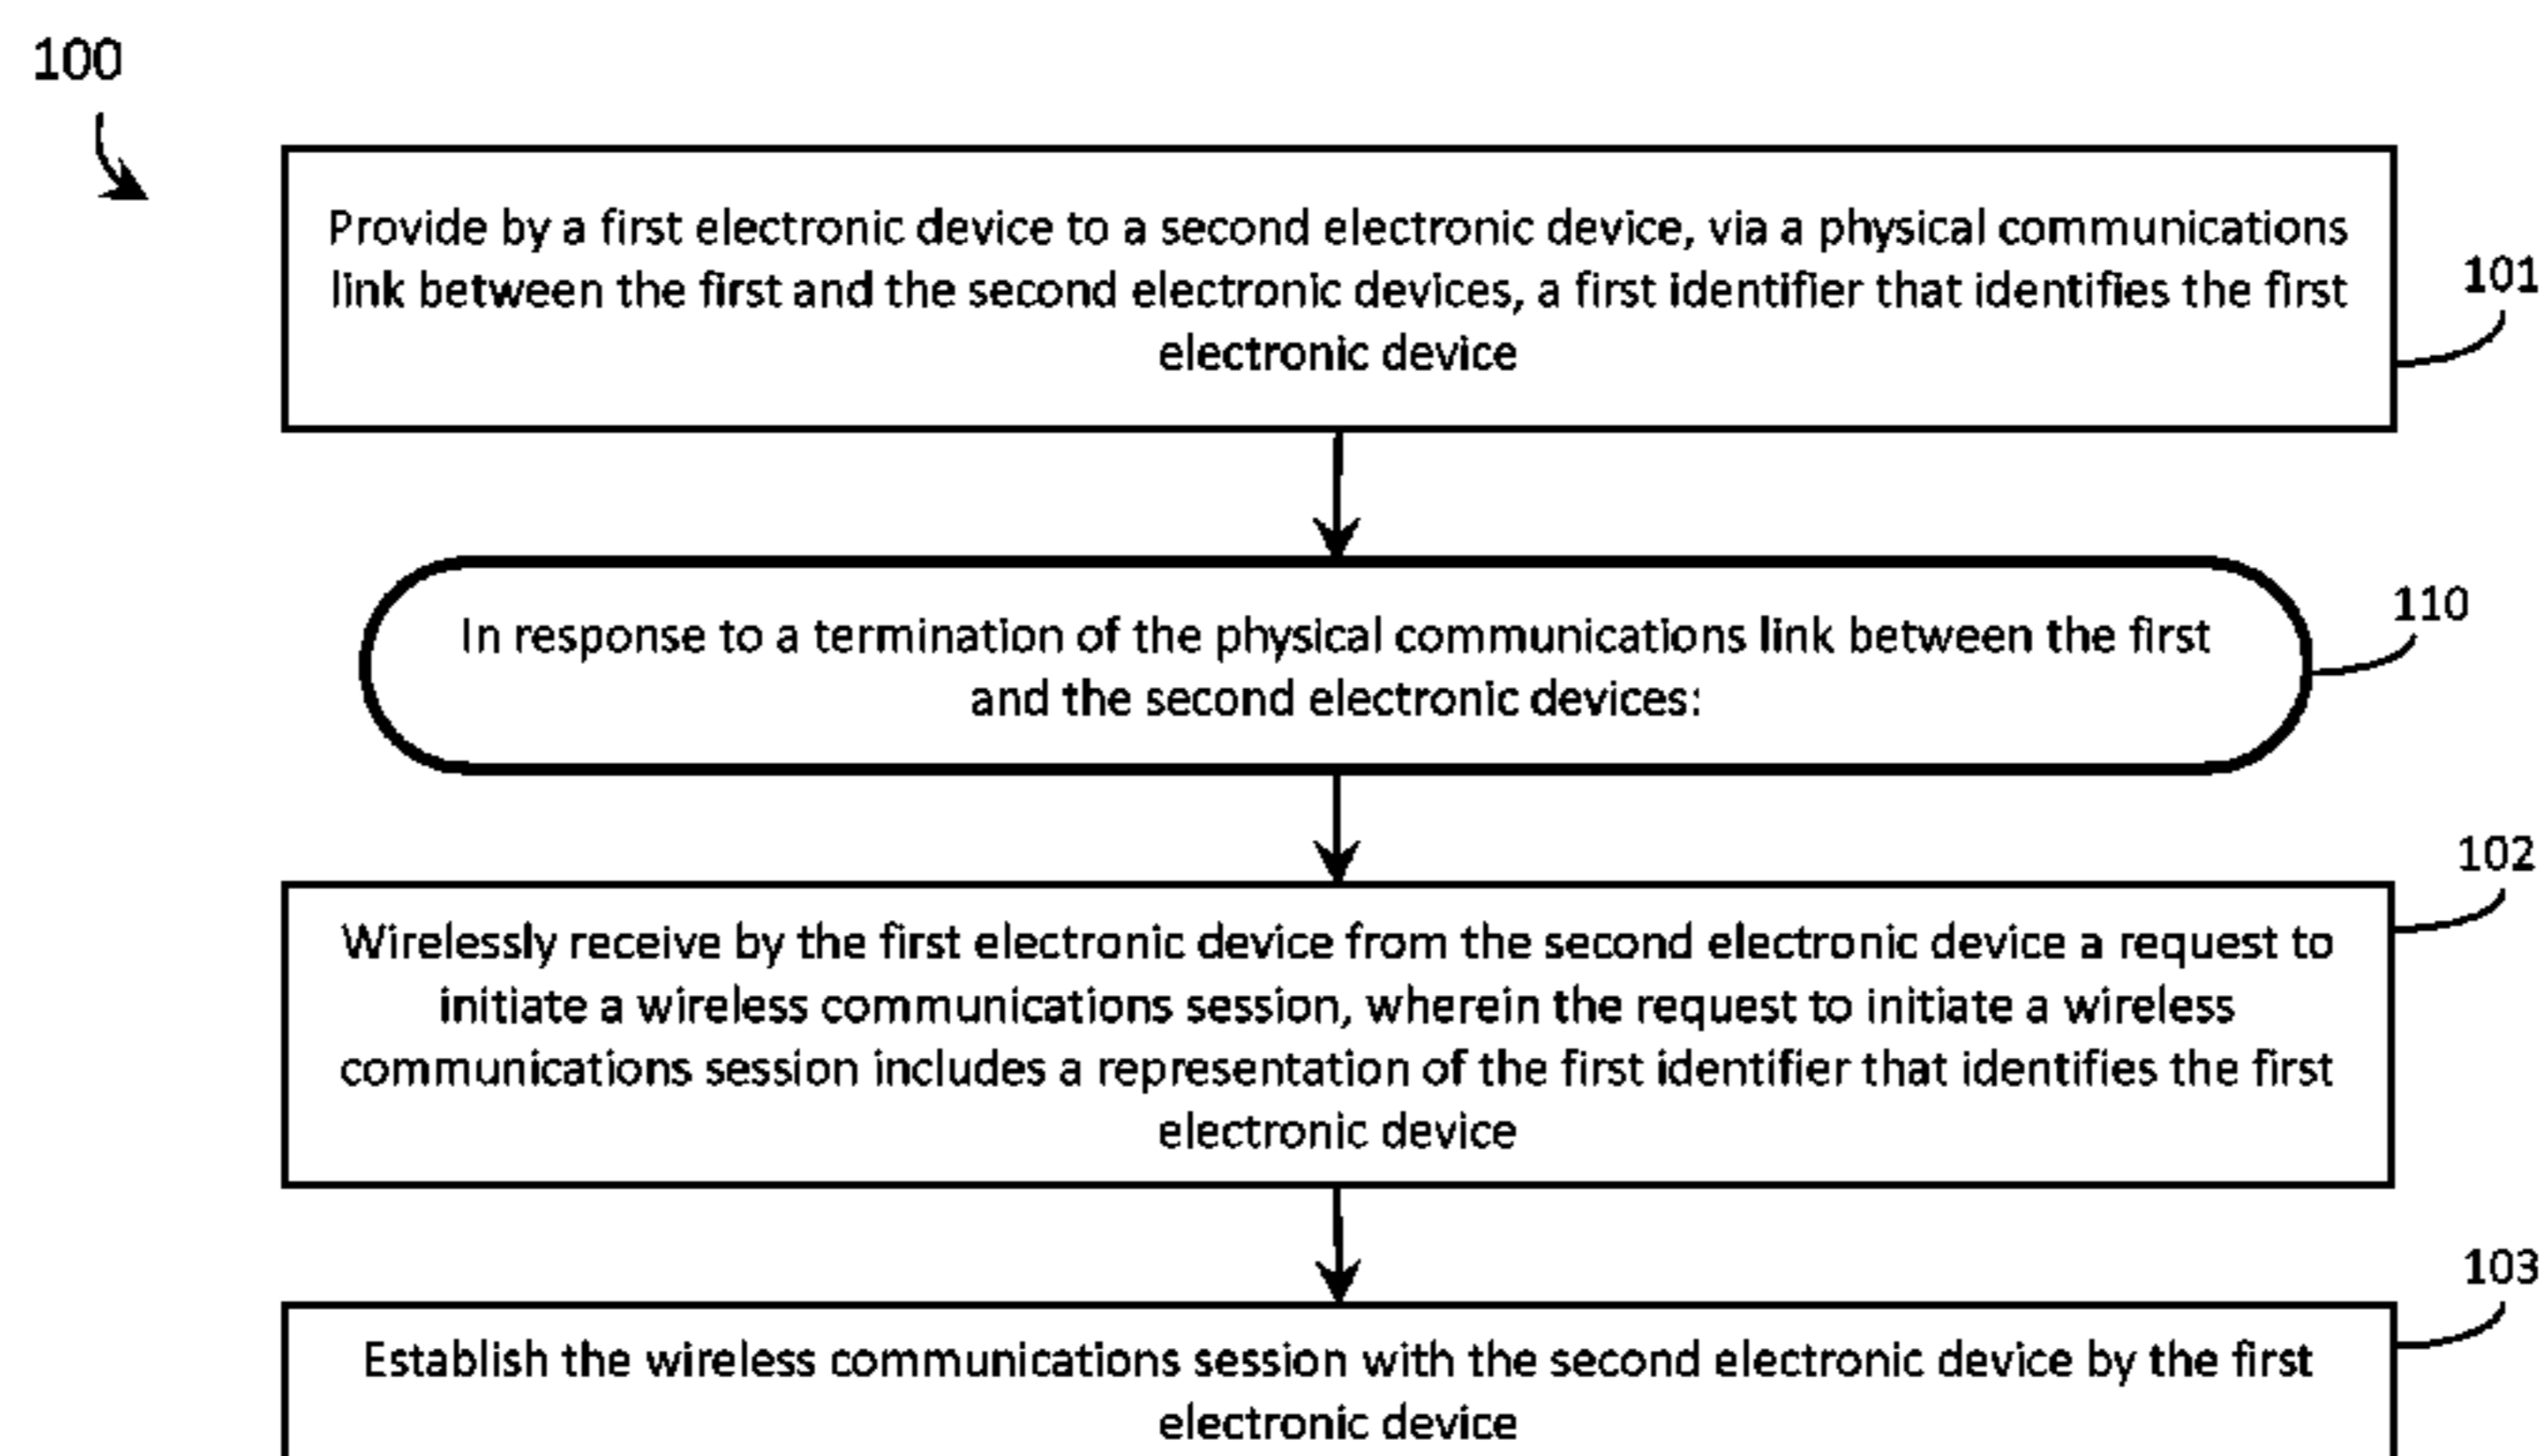 100
Provide by a first electronic device to a second electronic device, via a physical communications
link between the first and the second electronic devices, a first identifier that identifies the first
electronic device
101
In response to a termination of the physical communications link between the first
and the second electronic devices:
110
Wirelessly receive by the first electronic device from the second electronic device a request to
initiate a wireless communications session, wherein the request to initiate a wireless
communications session includes a representation of the first identifier that identifies the first
electronic device
102
Establish the wireless communications session with the second electronic device by the first
electronic device
103